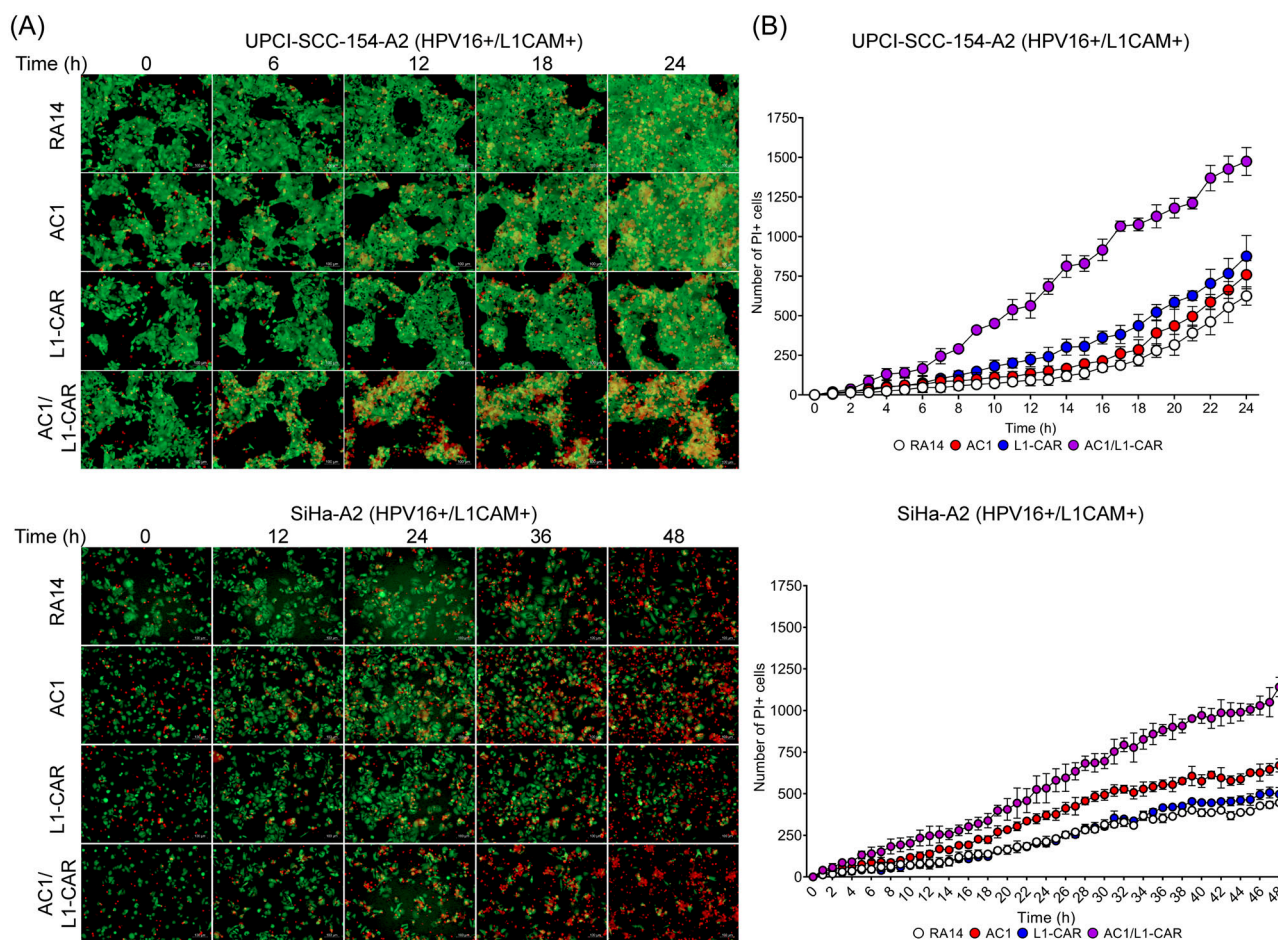 (A)
UPCI-SCC-154-A2 (HPV16+/L1CAM+)
Time (h) 0 6 12 18 24
RA14
AC1
L1-CAR
AC1/
L1-CAR
SiHa-A2 (HPV16+/L1CAM+)
Time (h) 0 12 24 36 48
RA14
AC1
L1-CAR
AC1/
L1-CAR
(B)
UPCI-SCC-154-A2 (HPV16+/L1CAM+)
Number of PI+ cells
1750
1500
1250
1000
750
500
250
0
0 2 4 6 8 10 12 14 16 18 20 22 24
Time (h)
RA14 AC1 L1-CAR AC1/L1-CAR
SiHa-A2 (HPV16+/L1CAM+)
Number of PI+ cells
1750
1500
1250
1000
750
500
250
0
0 2 4 6 8 10 12 14 16 18 20 22 24 26 28 30 32 34 36 38 40 42 44 46 48
Time (h)
RA14 AC1 L1-CAR AC1/L1-CAR